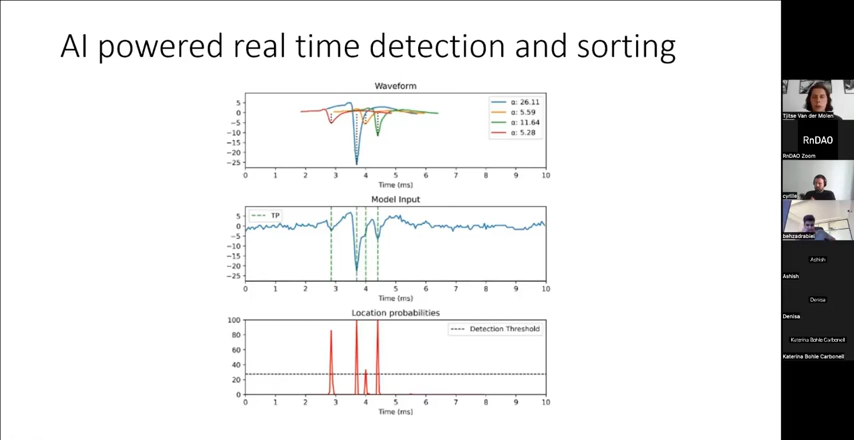 AI powered real time detection and sorting
Waveform
5
0
−5
−10
−15
−20
−25
α: 26.11
α: 5.59
α: 11.64
α: 5.28
0 1 2 3 4 5 6 7 8 9 10
Time (ms)
Model Input
5
0
−5
−10
−15
−20
−25
TP
0 1 2 3 4 5 6 7 8 9 10
Time (ms)
Location probabilities
100
80
60
40
20
0
Detection Threshold
0 1 2 3 4 5 6 7 8 9 10
Time (ms)
Tjitse Van der Molen
RnDAO
RnDAO Zoom
cyrille
behzadrabiei
Ashish
Ashish
Denisa
Denisa
Katerina Bohle Carbonell
Katerina Bohle Carbonell